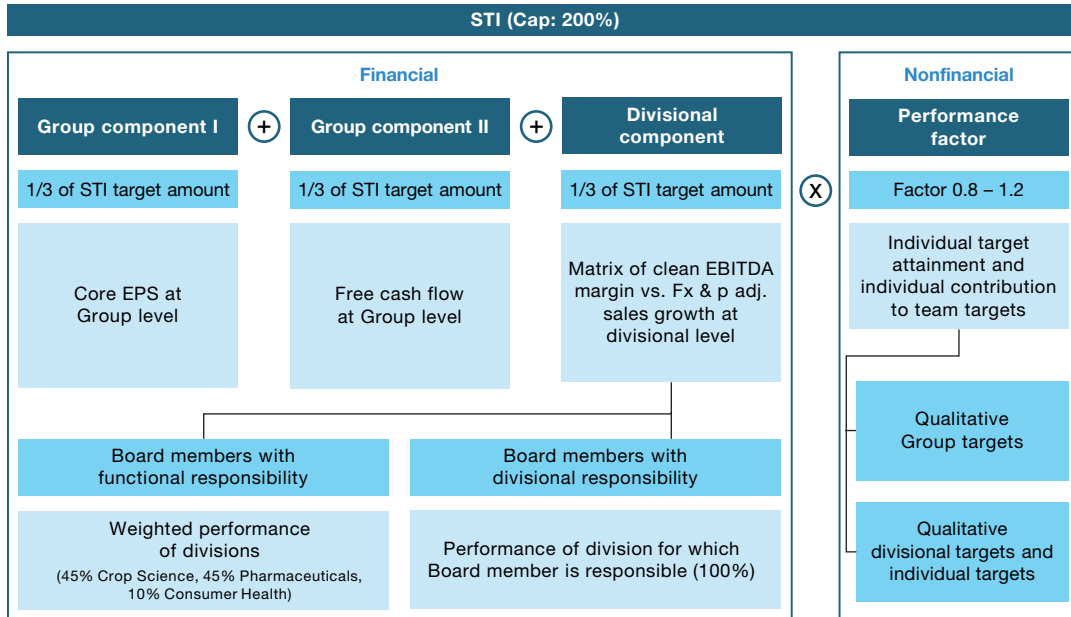 STI (Cap: 200%)
Financial
Group component I
+
Group component II
+
Divisional
component
1/3 of STI target amount
1/3 of STI target amount
1/3 of STI target amount
Core EPS at
Group level
Free cash flow
at Group level
Matrix of clean EBITDA
margin vs. Fx & p adj.
sales growth at
divisional level
Board members with
functional responsibility
Board members with
divisional responsibility
Weighted performance
of divisions
(45% Crop Science, 45% Pharmaceuticals,
10% Consumer Health)
Performance of division for which
Board member is responsible (100%)
X
Nonfinancial
Performance
factor
Factor 0.8 – 1.2
Individual target
attainment and
individual contribution
to team targets
Qualitative
Group targets
Qualitative
divisional targets and
individual targets